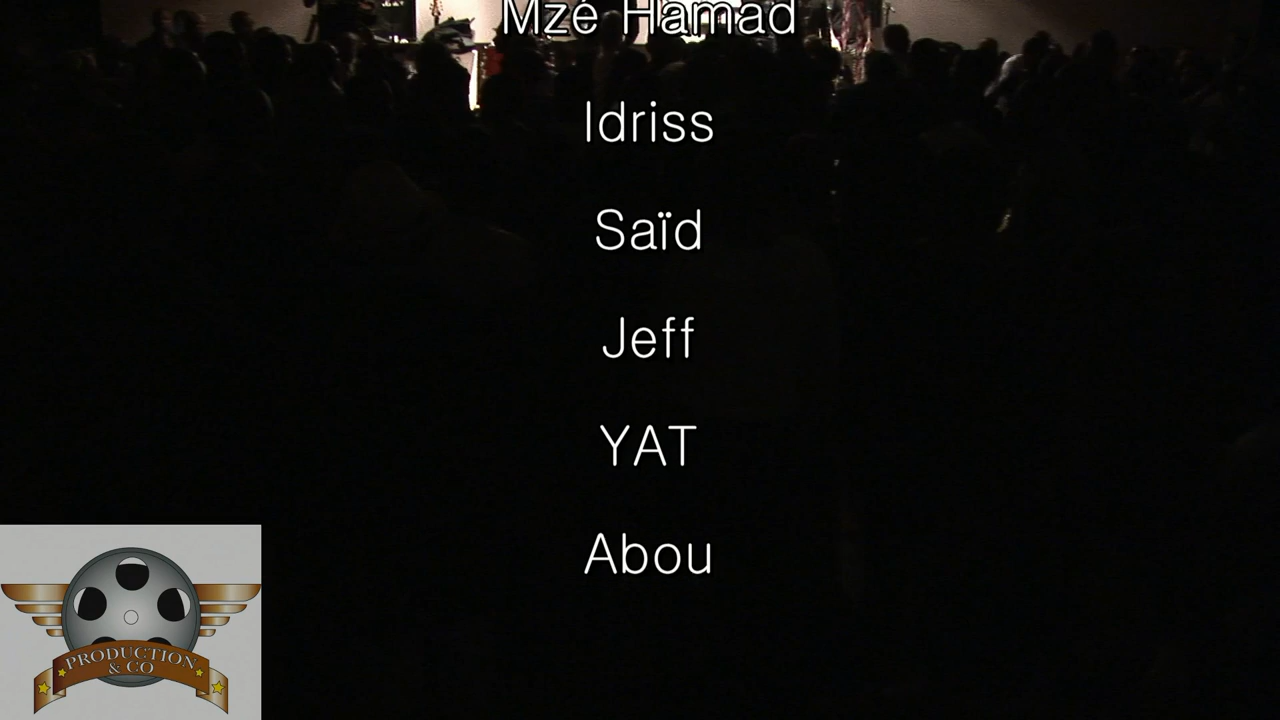 Mzé Hamad
Idriss
Saïd
Jeff
YAT
Abou
PRODUCTION
& CO